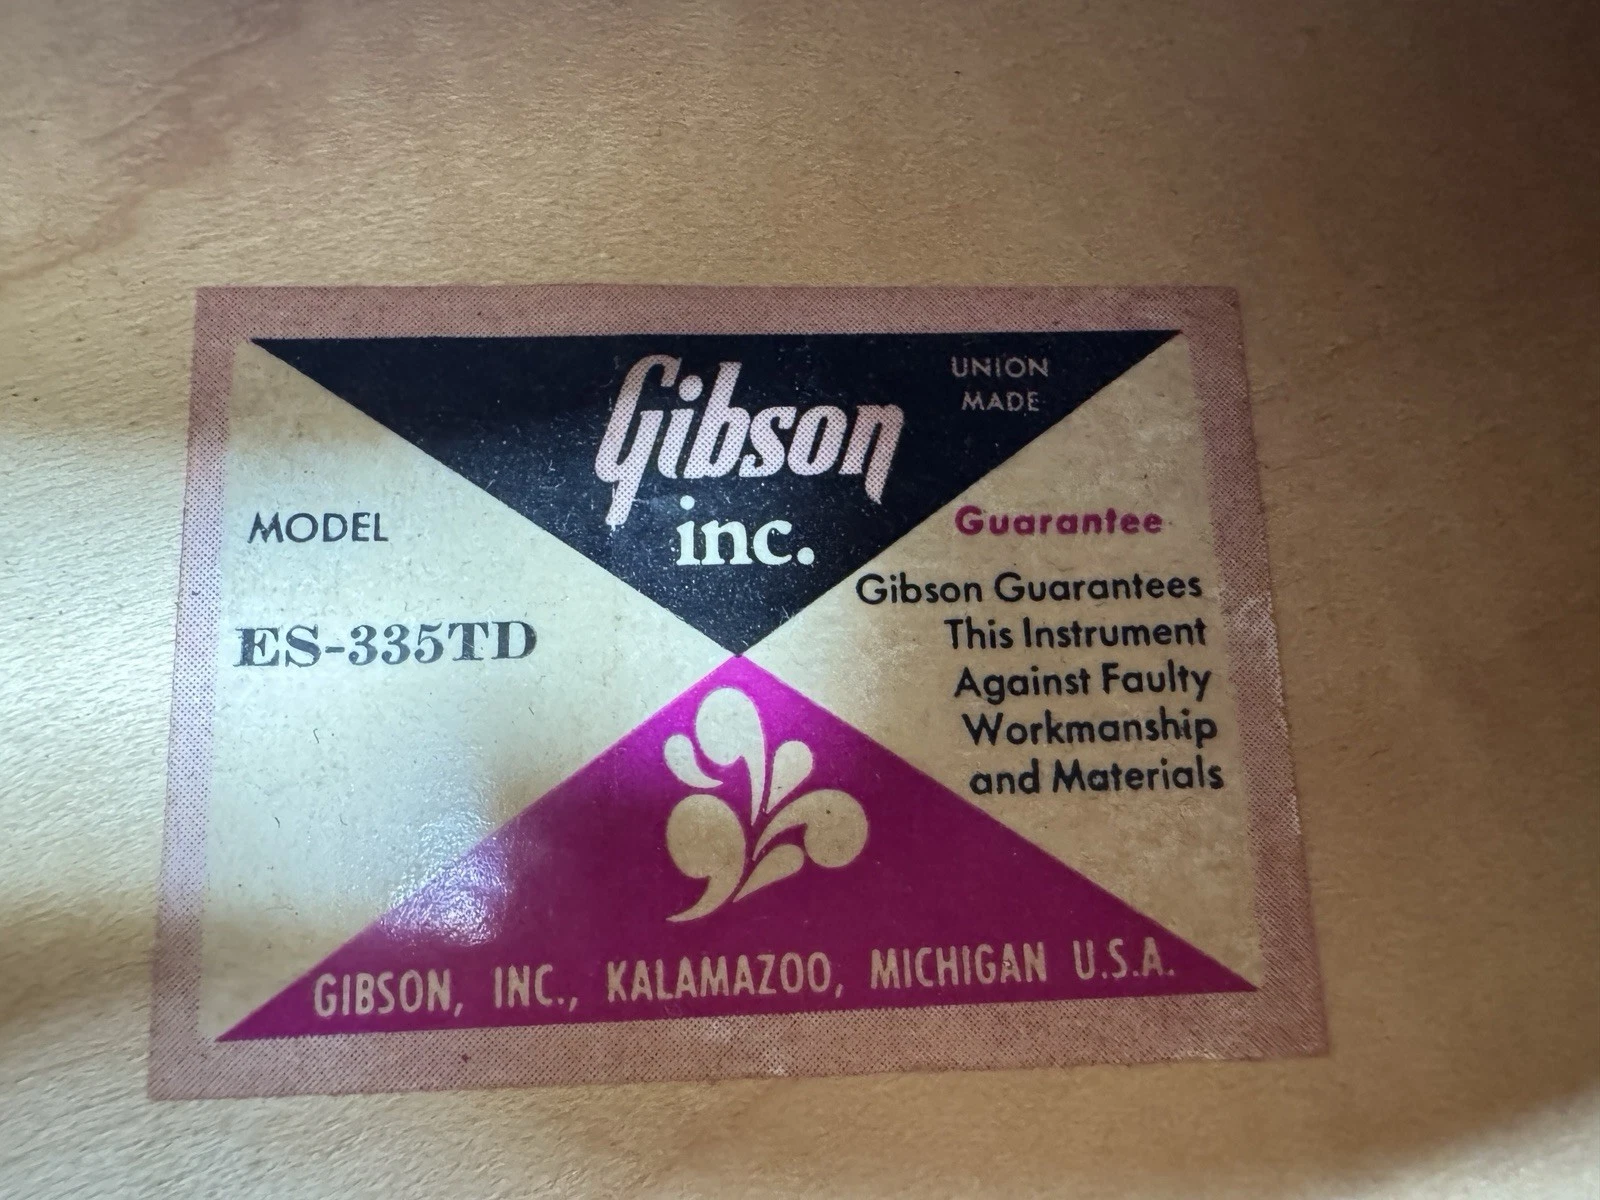 Gibson
inc.
UNION
MADE
MODEL
ES-335TD
Guarantee
Gibson Guarantees
This Instrument
Against Faulty
Workmanship
and Materials
GIBSON, INC., KALAMAZOO, MICHIGAN U.S.A.